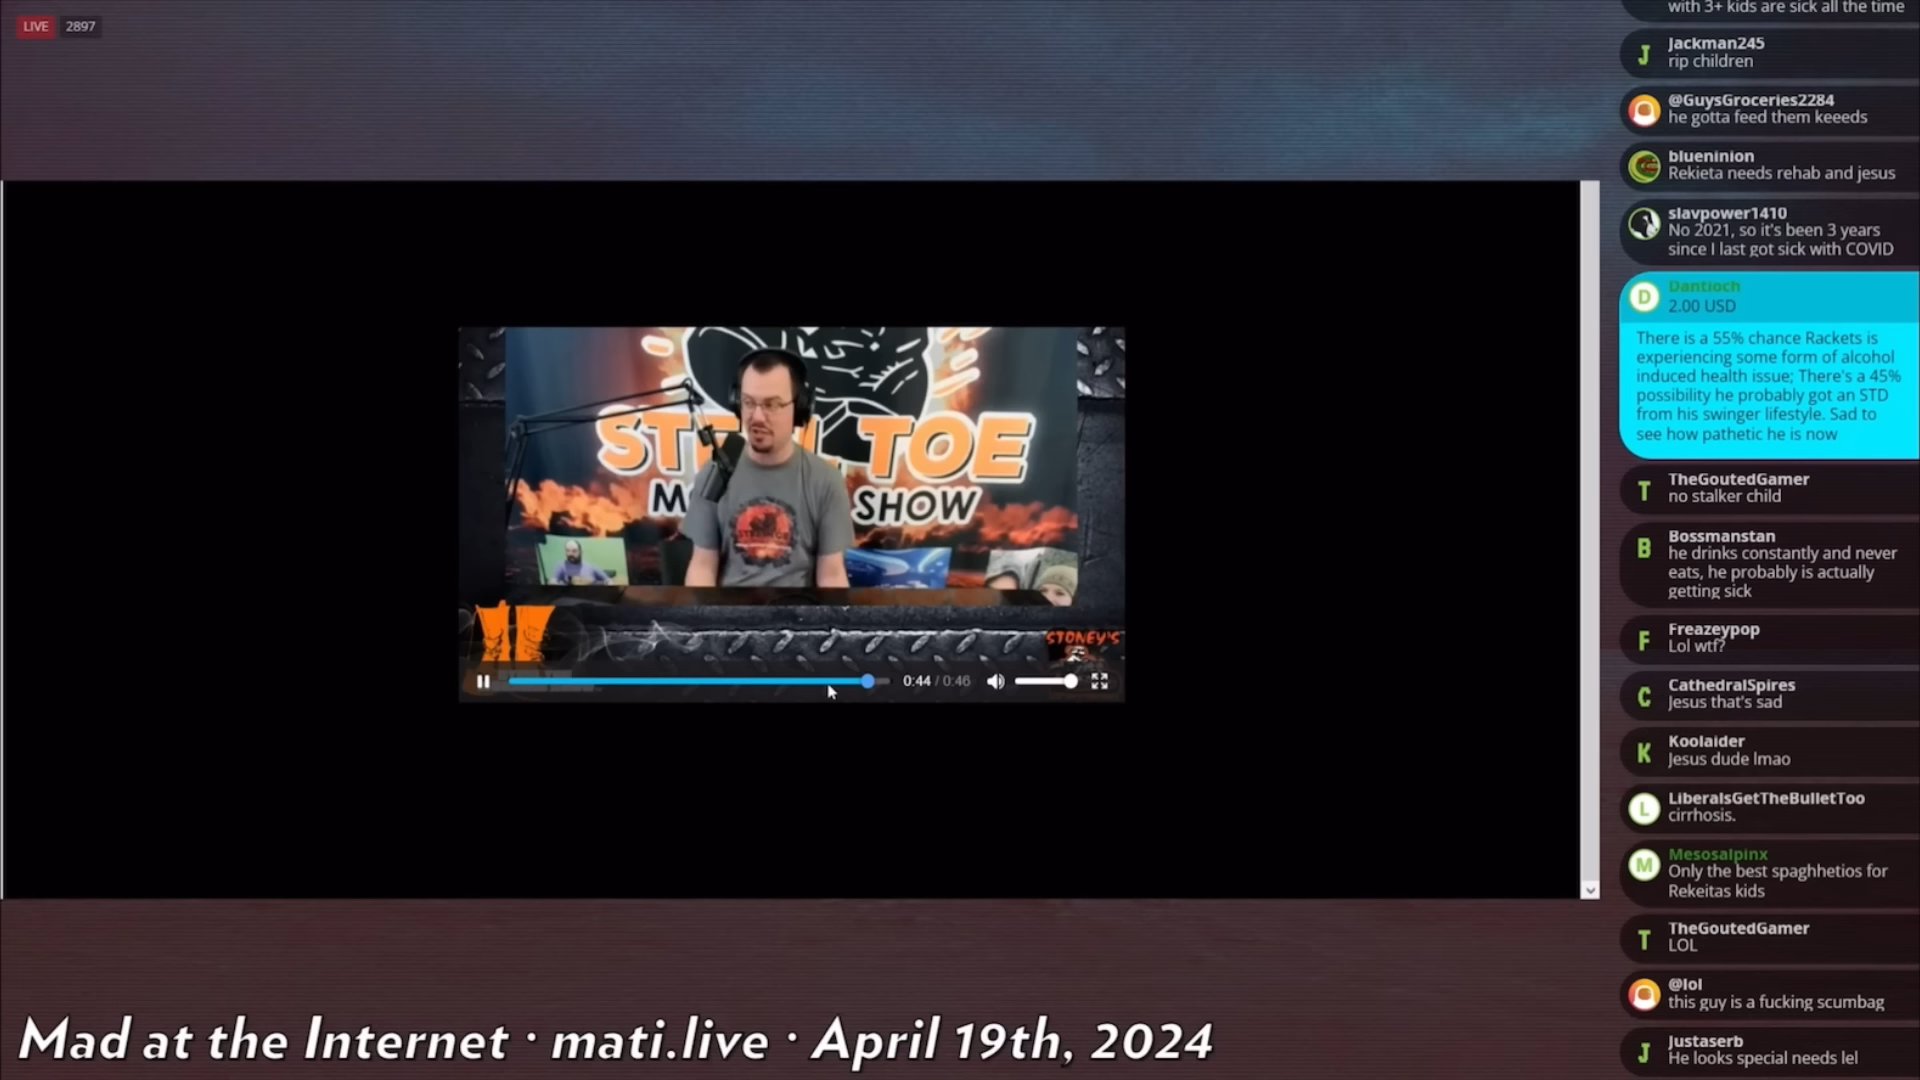 LIVE 2897
with 3+ kids are sick all the time
Jackman245
rip children
@GuysGroceries2284
he gotta feed them keeeds
blueninion
Rekieta needs rehab and jesus
slavpower1410
No 2021, so it's been 3 years
since I last got sick with COVID
Dantioch
2.00 USD
There is a 55% chance Rackets is
experiencing some form of alcohol
induced health issue; There's a 45%
possibility he probably got an STD
from his swinger lifestyle. Sad to
see how pathetic he is now
TheGoutedGamer
no stalker child
Bossmanstan
he drinks constantly and never
eats, he probably is actually
getting sick
Freazeypop
Lol wtf?
CathedralSpires
Jesus that's sad
Koolaider
Jesus dude lmao
LiberalsGetTheBulletToo
cirrhosis.
Mesosalpinx
Only the best spaghhetios for
Rekeitas kids
TheGoutedGamer
LOL
@lol
this guy is a fucking scumbag
Justaserb
He looks special needs lel
TOE
SHOW
STONEY'S
0:44 / 0:46
Mad at the Internet · mati.live · April 19th, 2024